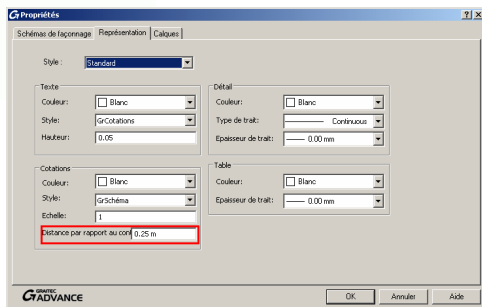 Propriétés
Schémas de façonnage Représentation Calques
Style : Standard
Texte
Couleur: Blanc
Style: GrCotations
Hauteur: 0.05
Détail
Couleur: Blanc
Type de trait: Continuous
Epaisseur de trait: 0.00 mm
Cotations
Couleur: Blanc
Style: GrSchéma
Echelle: 1
Distance par rapport au cont 0.25 m
Table
Couleur: Blanc
Epaisseur de trait: 0.00 mm
GRAITEC
ADVANCE
OK Annuler Aide